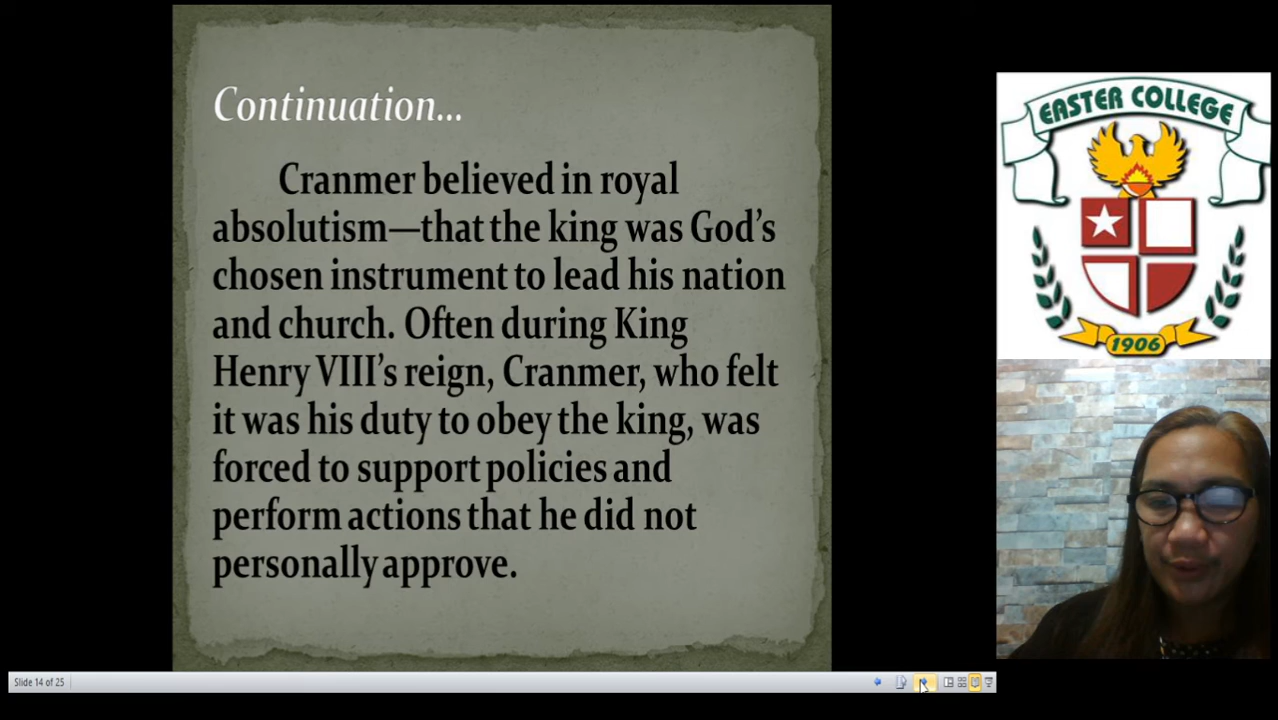 Continuation...
Cranmer believed in royal
absolutism—that the king was God’s
chosen instrument to lead his nation
and church. Often during King
Henry VIII’s reign, Cranmer, who felt
it was his duty to obey the king, was
forced to support policies and
perform actions that he did not
personally approve.
EASTER COLLEGE
1906
Slide 14 of 25